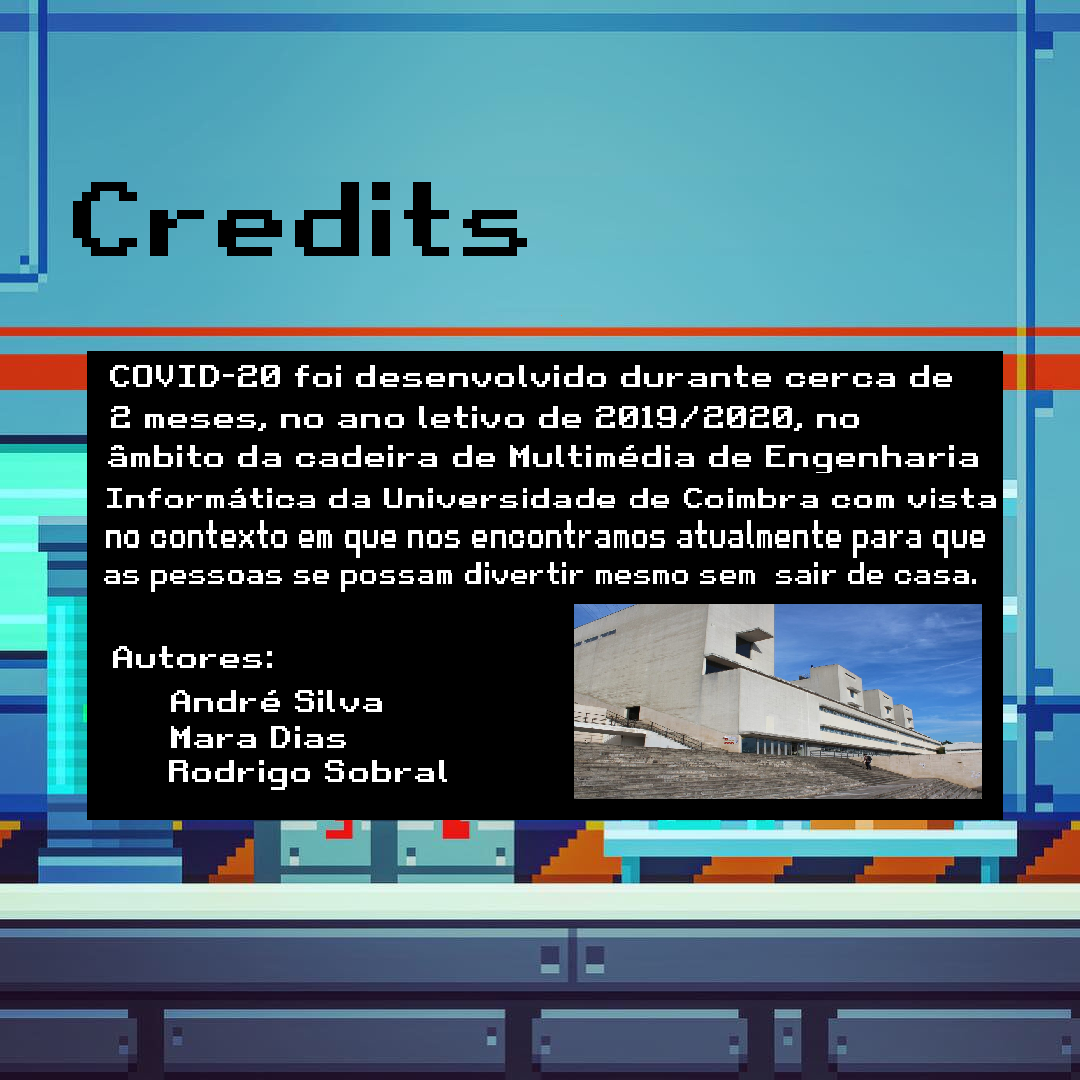 Credits
COVID-20 foi desenvolvido durante cerca de
2 meses, no ano letivo de 2019/2020, no
âmbito da cadeira de Multimédia de Engenharia
Informática da Universidade de Coimbra com vista
no contexto em que nos encontramos atualmente para que
as pessoas se possam divertir mesmo sem  sair de casa.
Autores:
André Silva
Mara Dias
Rodrigo Sobral